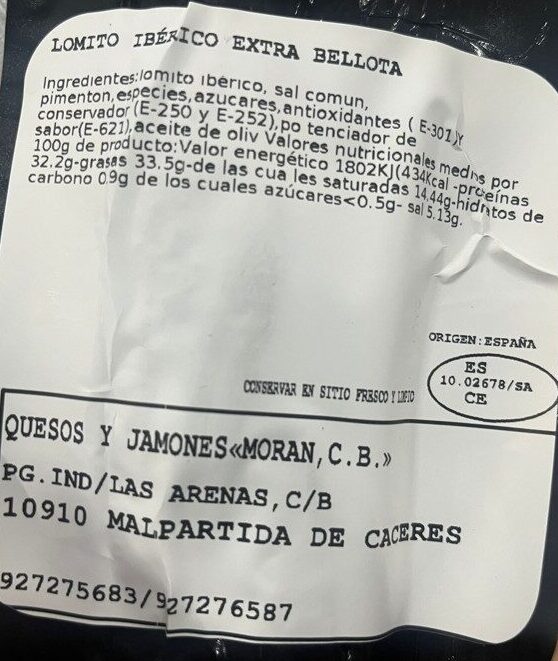 LOMITO IBÉRICO EXTRA BELLOTA
Ingredientes:lomito ibérico, sal comun,
pimenton,especies,azucares,antioxidantes ( E-301)Y
conservador (E-250 y E-252),po tenciador de
sabor(E-621),aceite de oliv Valores nutricionales medios por
100g de producto:Valor energético 1802KJ(434Kcal -proteínas
32.2g-grasas 33.5g-de las cua les saturadas 14.44g-hidratos de
carbono 0.9g de los cuales azúcares<0.5g- sal 5.13g.
ORIGEN:ESPAÑA
ES
10.02678/SA
CE
CONSERVAR EN SITIO FRESCO Y LIMPIO
QUESOS Y JAMONES«MORAN,C.B.»
PG.IND/LAS ARENAS,C/B
10910 MALPARTIDA DE CACERES
927275683/927276587